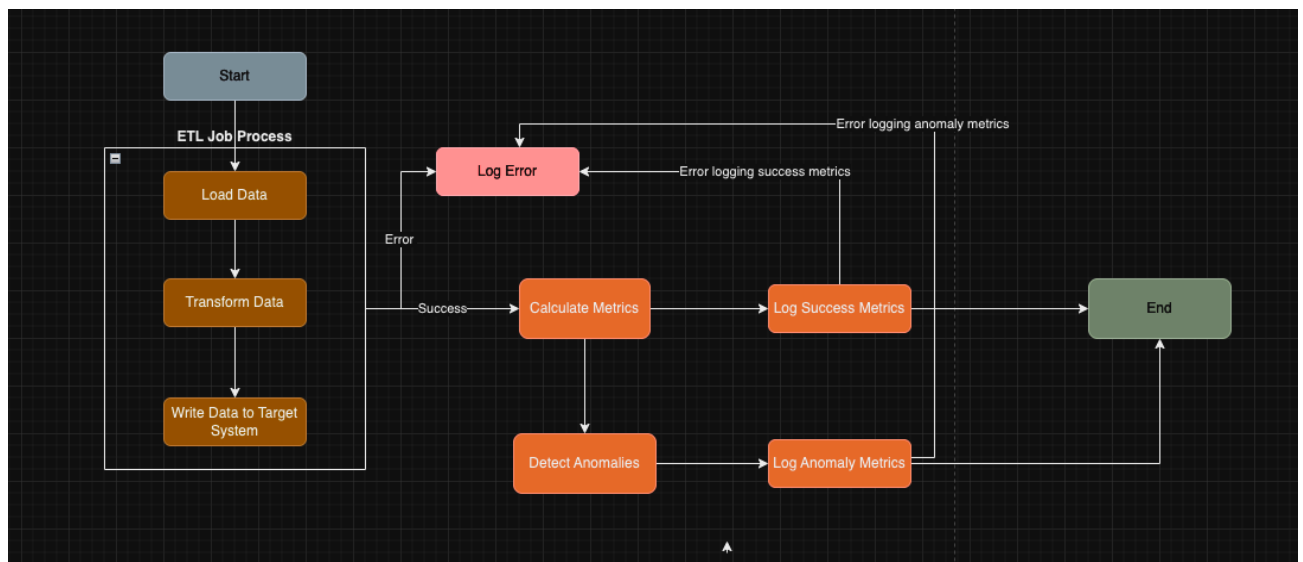 Start
ETL Job Process
Load Data
Transform Data
Write Data to Target
System
Error
Success
Log Error
Error logging anomaly metrics
Error logging success metrics
Calculate Metrics
Log Success Metrics
End
Detect Anomalies
Log Anomaly Metrics